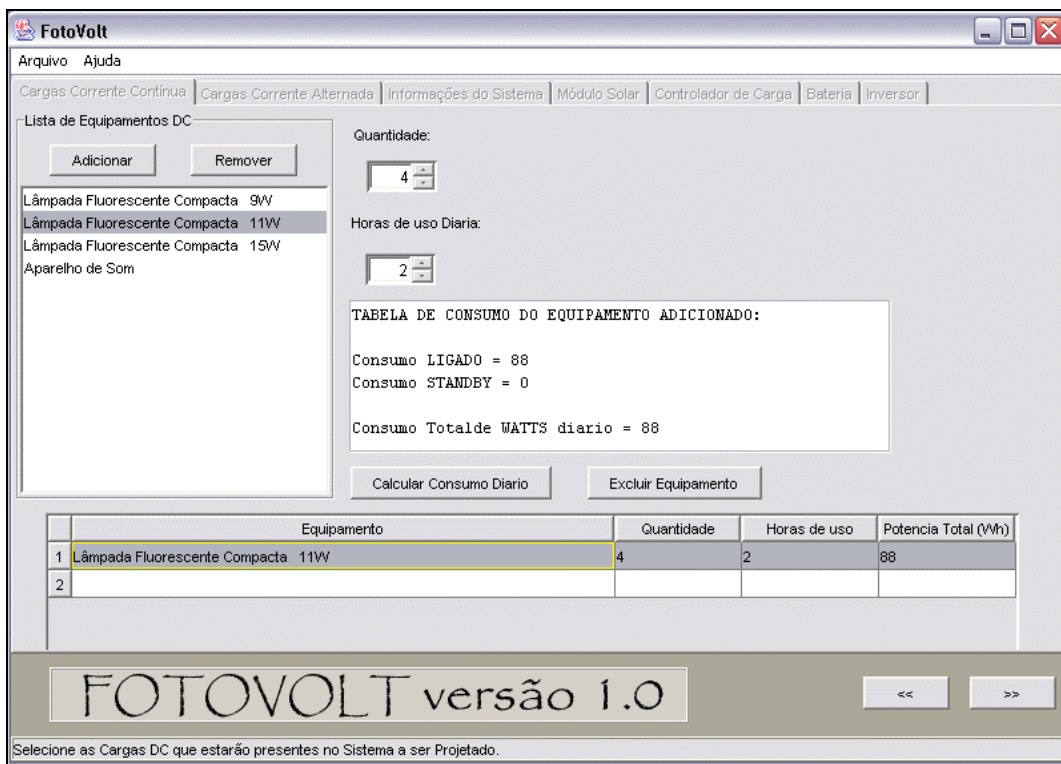 FotoVolt
Arquivo Ajuda
Cargas Corrente Contínua Cargas Corrente Alternada Informações do Sistema Módulo Solar Controlador de Carga Bateria Inversor
Lista de Equipamentos DC
Adicionar Remover
Lâmpada Fluorescente Compacta 9W
Lâmpada Fluorescente Compacta 11W
Lâmpada Fluorescente Compacta 15W
Aparelho de Som
Quantidade:
4
Horas de uso Diaria:
2
TABELA DE CONSUMO DO EQUIPAMENTO ADICIONADO:
Consumo LIGADO = 88
Consumo STANDBY = 0
Consumo Totalde WATTS diario = 88
Calcular Consumo Diario Excluir Equipamento
Equipamento Quantidade Horas de uso Potencia Total (Wh)
1 Lâmpada Fluorescente Compacta 11W 4 2 88
2
FOTOVOLT versão 1.0
<< >>
Selecione as Cargas DC que estarão presentes no Sistema a ser Projetado.